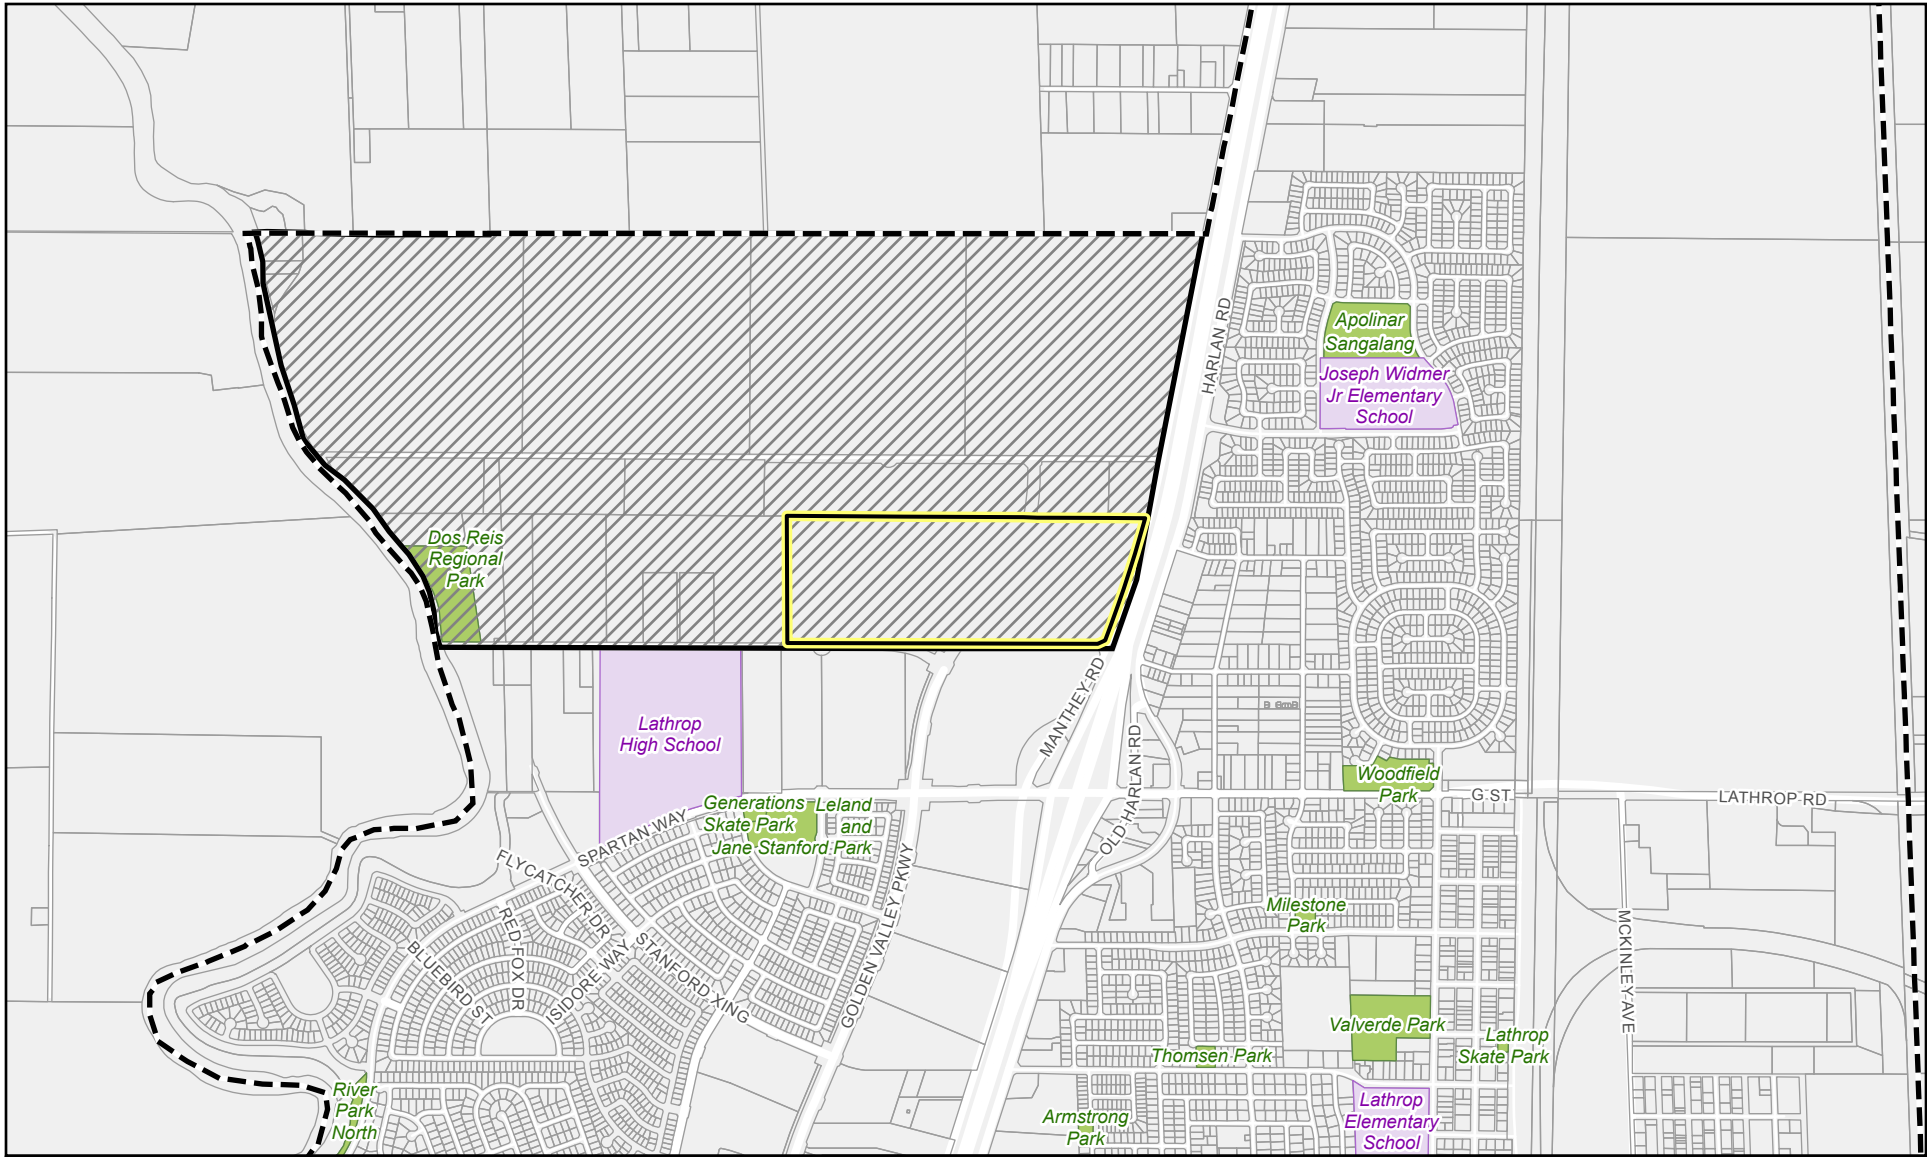 HARLAN RD
Apolinar
Sangalang
Joseph Widmer
Jr Elementary
School
Dos Reis
Regional
Park
MANTHEY RD
Lathrop
High School
OLD HARLAN RD
Woodfield
Park
G ST
LATHROP RD
Generations
Skate Park
Leland
and
Jane Stanford Park
SPARTAN WAY
FLYCATCHER DR
RED FOX DR
BLUEBIRD ST
ISIDORE WAY
STANFORD XING
GOLDEN VALLEY PKWY
Milestone
Park
MCKINLEY AVE
Valverde Park
Lathrop
Skate Park
Thomsen Park
River
Park
North
Armstrong
Park
Lathrop
Elementary
School